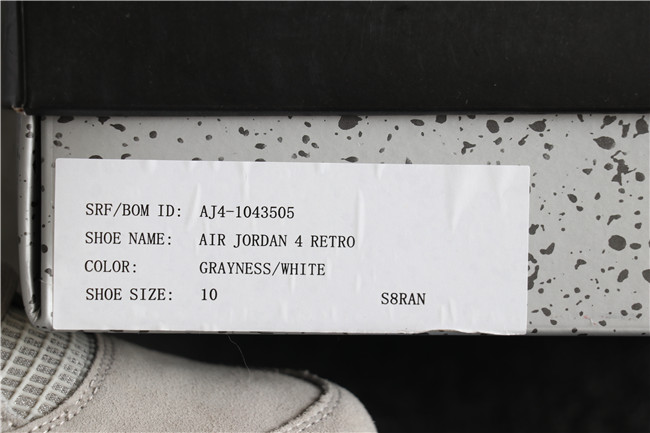 SRF/BOM ID: AJ4-1043505
SHOE NAME: AIR JORDAN 4 RETRO
COLOR: GRAYNESS/WHITE
SHOE SIZE: 10 S8RAN